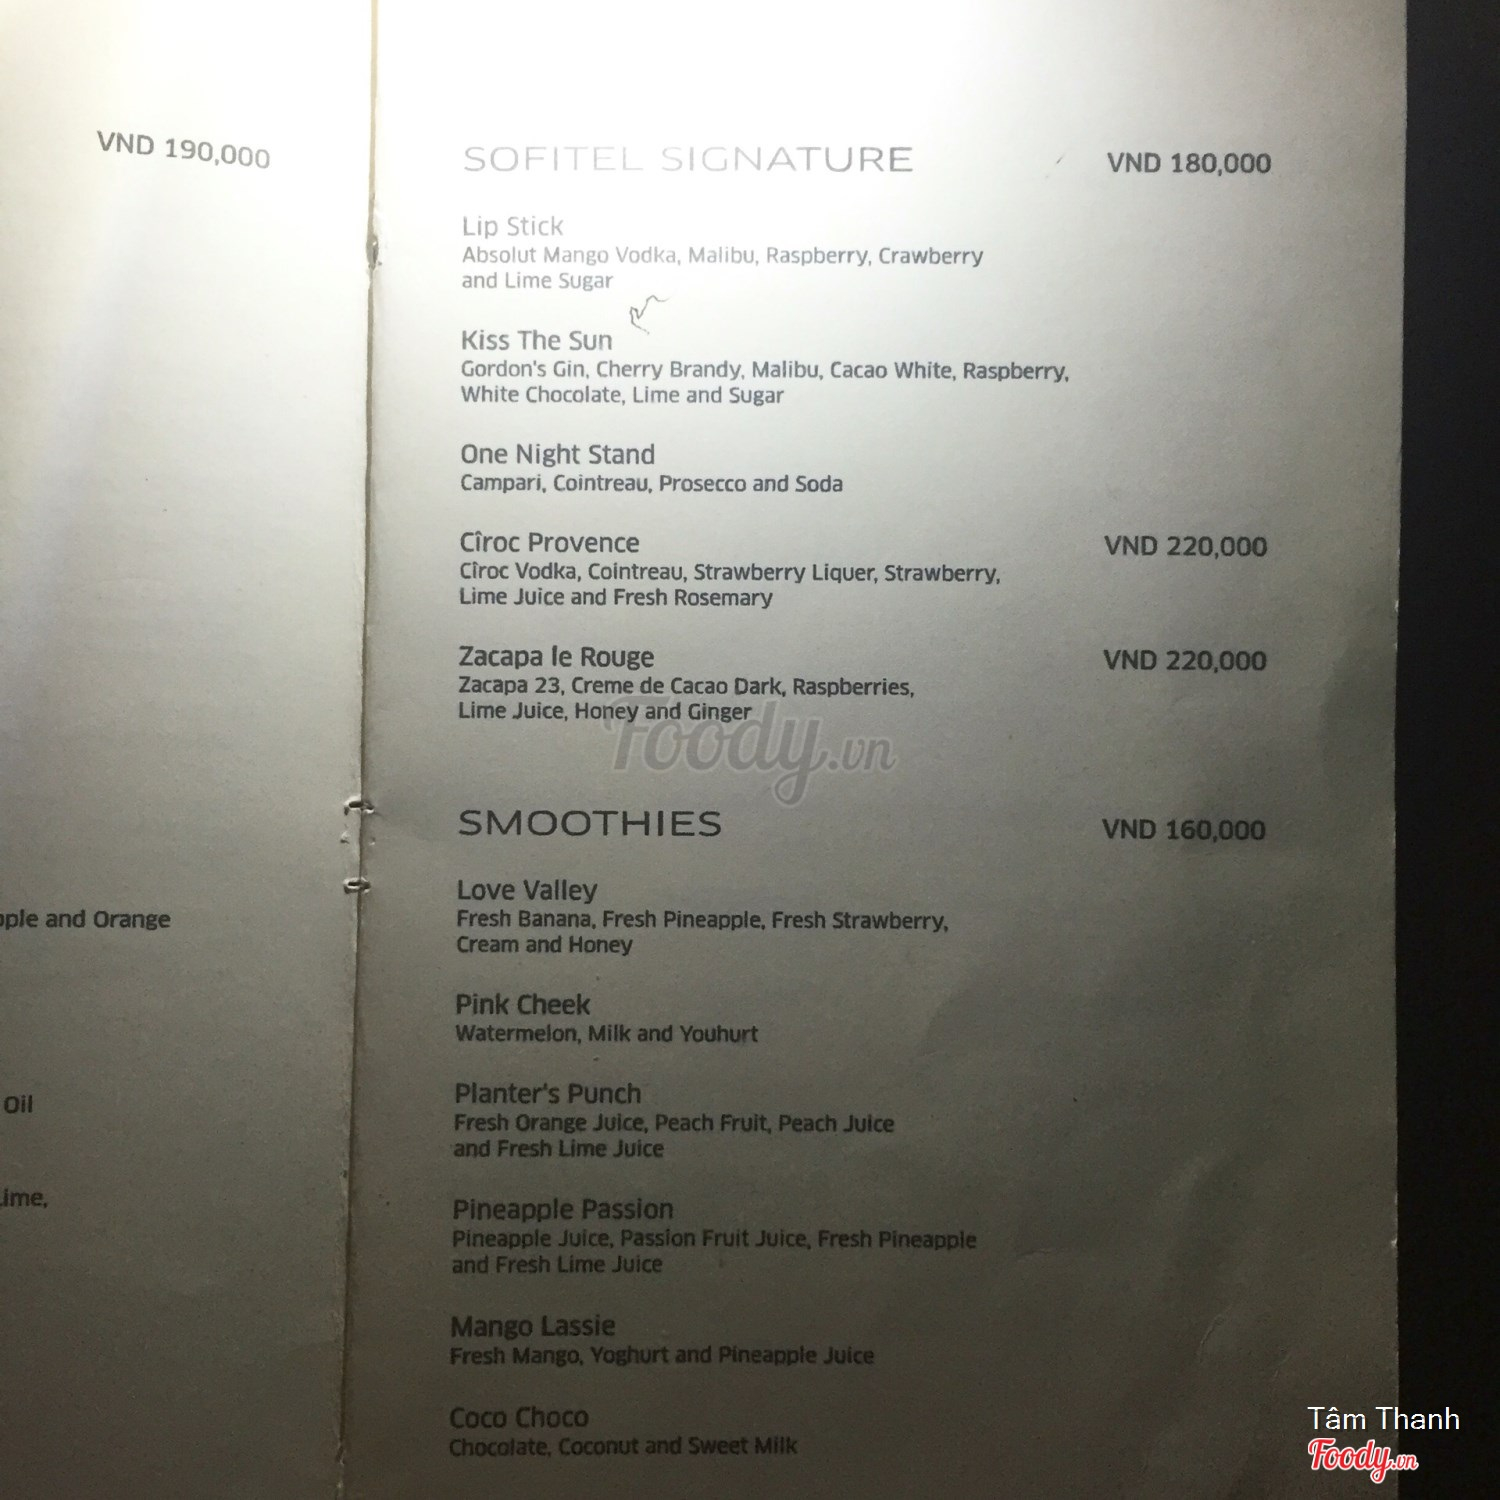 VND 190,000
and Orange
Oil
SOFITEL SIGNATURE VND 180,000
Lip Stick
Absolut Mango Vodka, Malibu, Raspberry, Crawberry
and Lime Sugar
Kiss The Sun
Gordon's Gin, Cherry Brandy, Malibu, Cacao White, Raspberry,
White Chocolate, Lime and Sugar
One Night Stand
Campari, Cointreau, Prosecco and Soda
Cîroc Provence VND 220,000
Cîroc Vodka, Cointreau, Strawberry Liquer, Strawberry,
Lime Juice and Fresh Rosemary
Zacapa le Rouge VND 220,000
Zacapa 23, Creme de Cacao Dark, Raspberries,
Lime Juice, Honey and Ginger
Foody.vn
SMOOTHIES VND 160,000
Love Valley
Fresh Banana, Fresh Pineapple, Fresh Strawberry,
Cream and Honey
Pink Cheek
Watermelon, Milk and Youhurt
Planter's Punch
Fresh Orange Juice, Peach Fruit, Peach Juice
and Fresh Lime Juice
Pineapple Passion
Pineapple Juice, Passion Fruit Juice, Fresh Pineapple
and Fresh Lime Juice
Mango Lassie
Fresh Mango, Yoghurt and Pineapple Juice
Coco Choco
Chocolate, Coconut and Sweet Milk
Tâm Thanh
Foody.vn